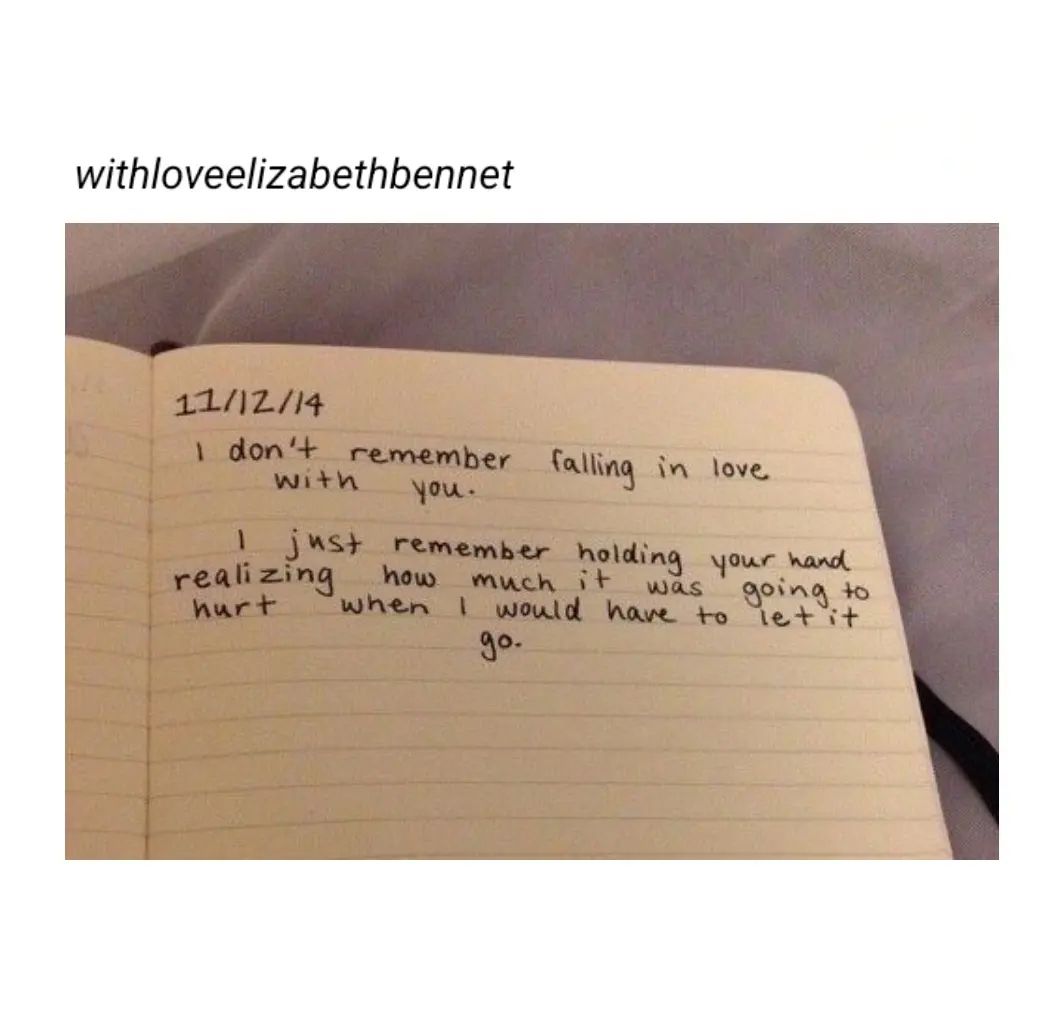 withloveelizabethbennet
11/12/14
I don't remember falling in love
with you.
I just remember holding your hand
realizing how much it was going to
hurt when I would have to let it
go.